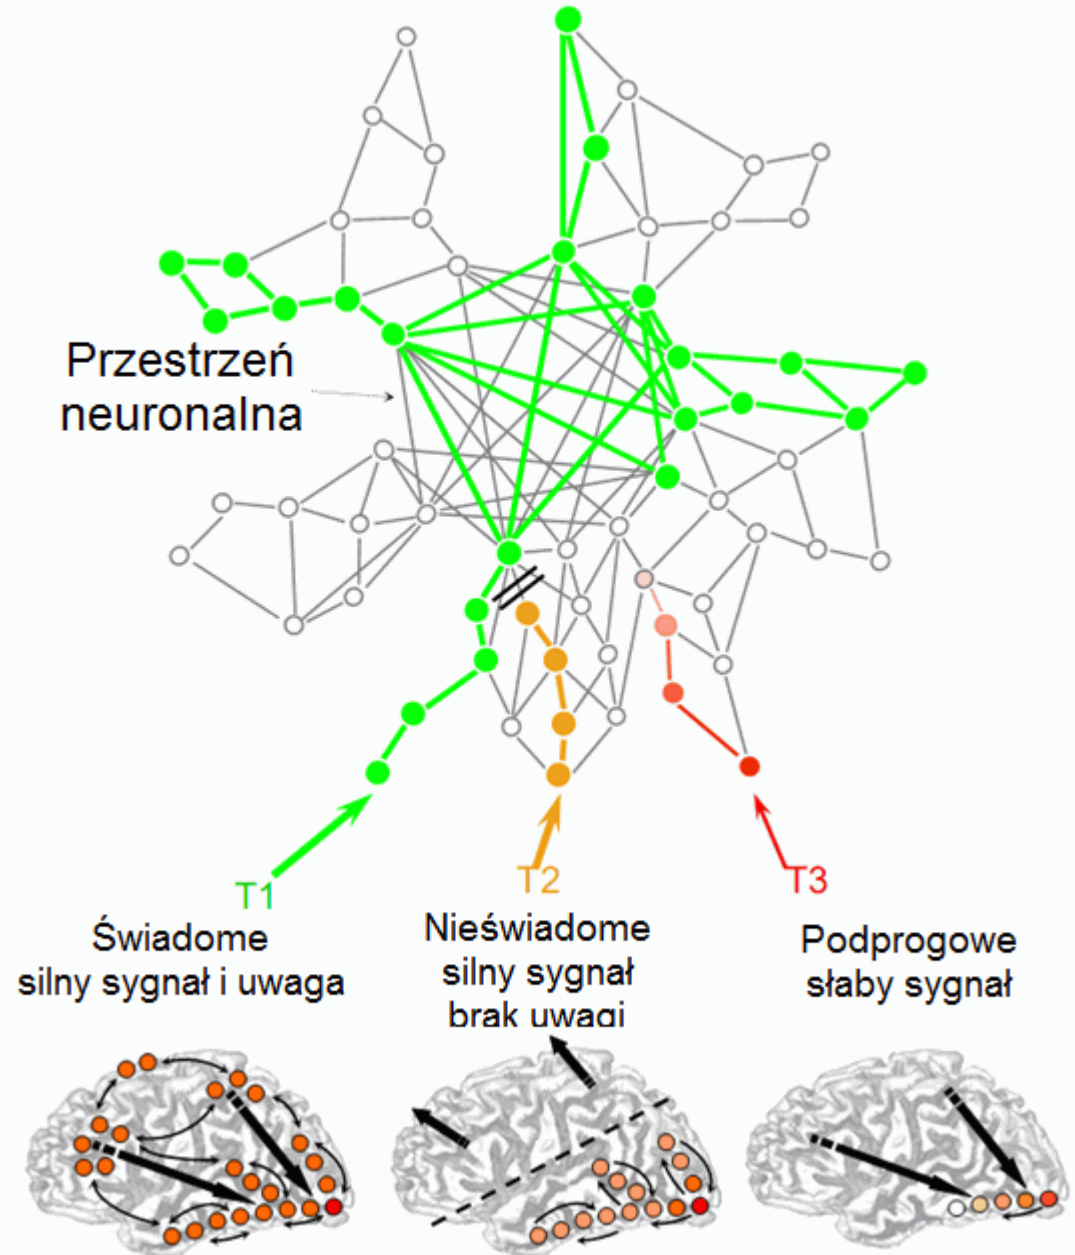 Przestrzeń
neuronalna
T1
T2
T3
Świadome
silny sygnał i uwaga
Nieświadome
silny sygnał
brak uwagi
Podprogowe
słaby sygnał